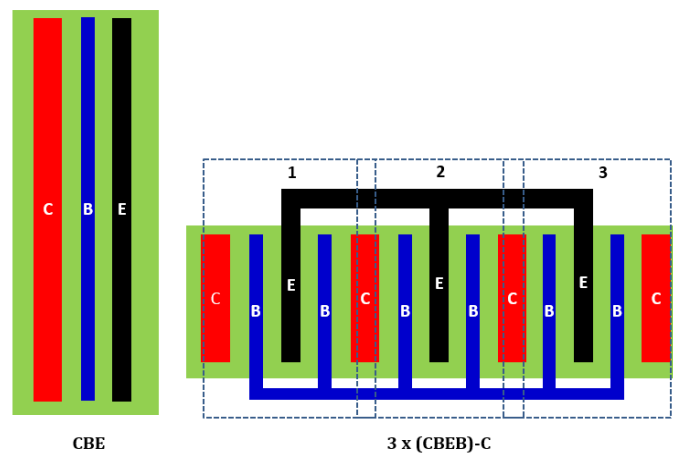 C B E
CBE
1 2 3
E E E
C C C C
B B B B B B
3 x (CBEB)-C